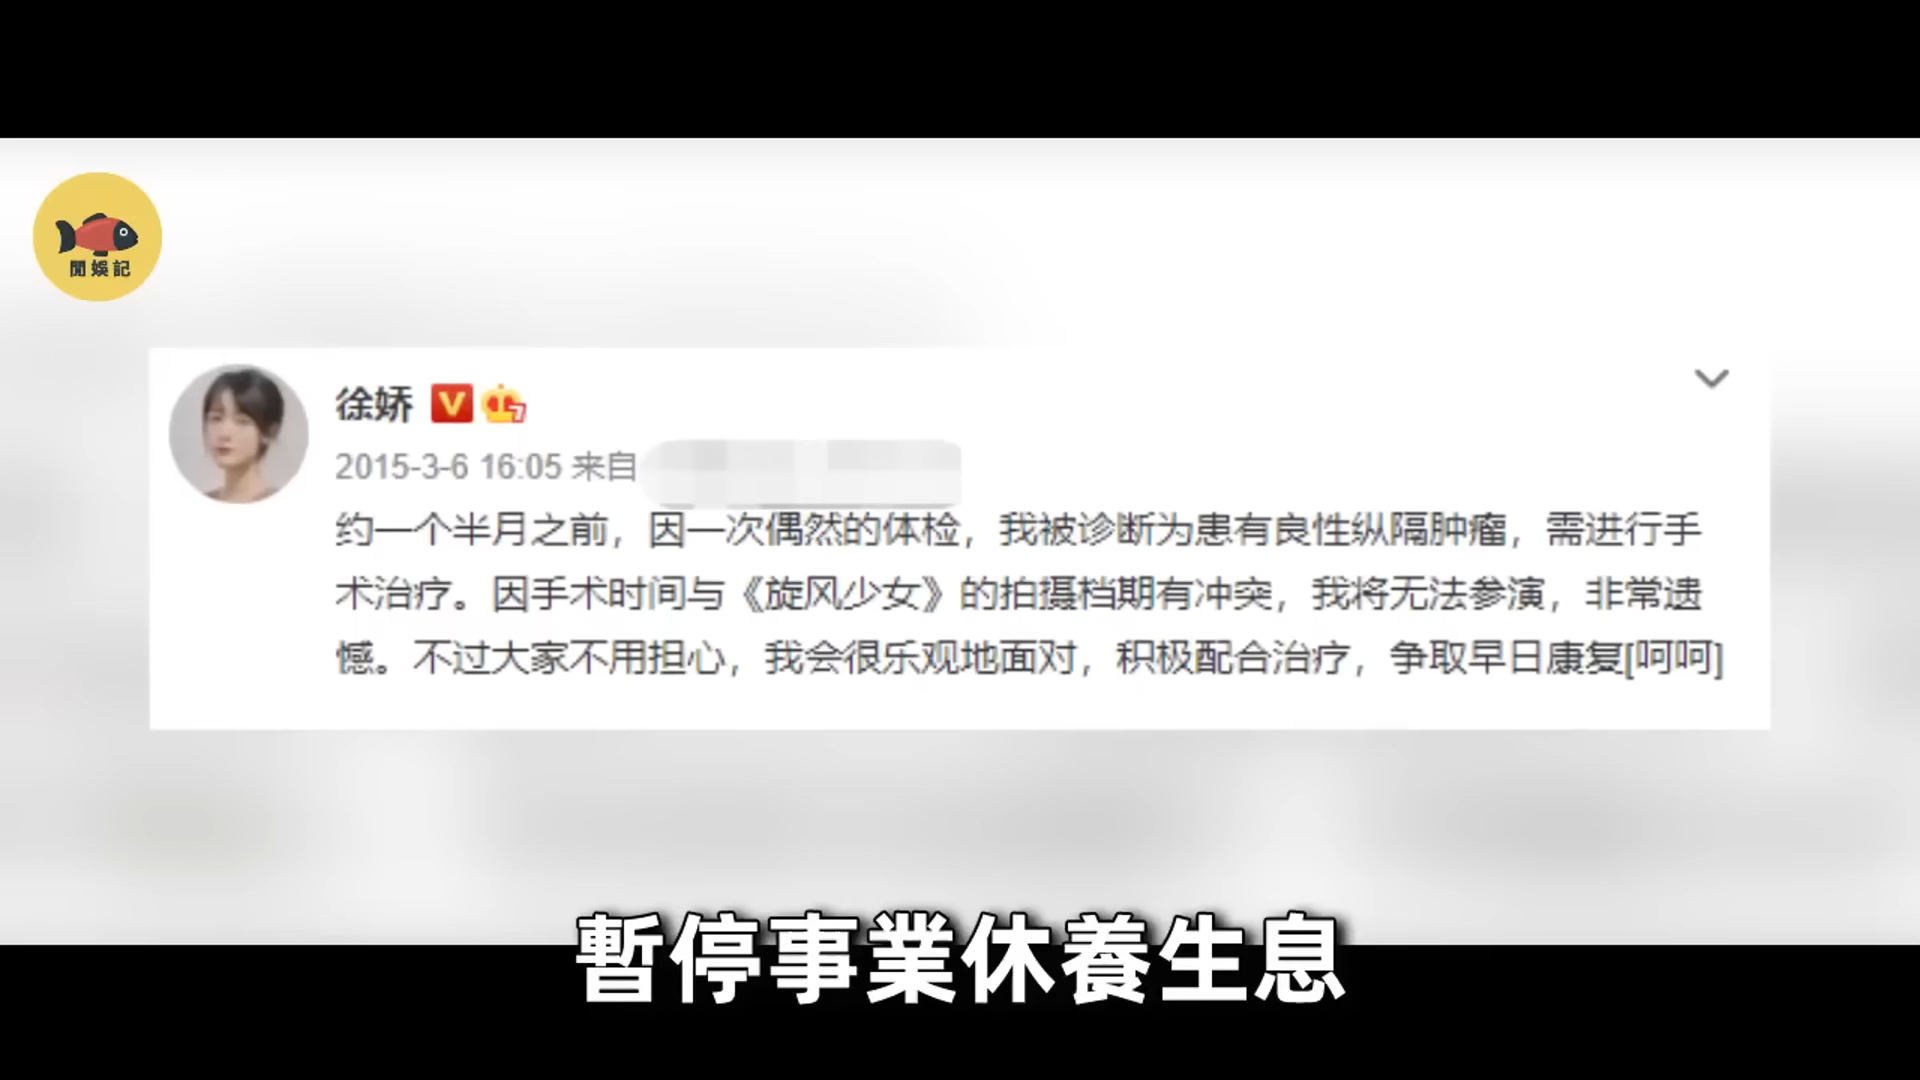 閒娛記
徐娇
2015-3-6 16:05 来自
约一个半月之前，因一次偶然的体检，我被诊断为患有良性纵隔肿瘤，需进行手
术治疗。因手术时间与《旋风少女》的拍摄档期有冲突，我将无法参演，非常遗
憾。不过大家不用担心，我会很乐观地面对，积极配合治疗，争取早日康复[呵呵]
暫停事業休養生息